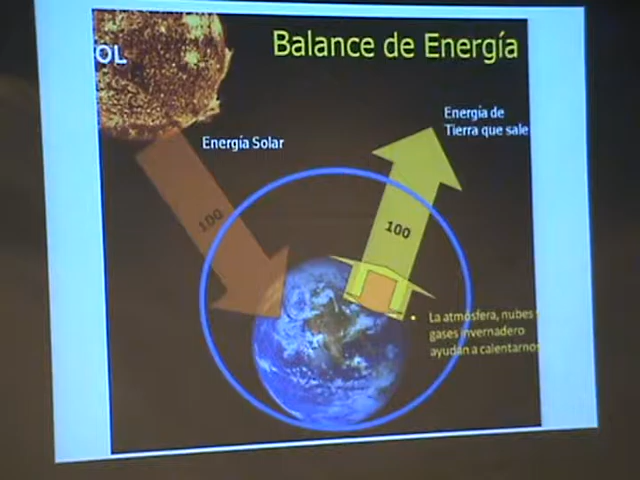 Balance de Energía
OL
Energía de
Tierra que sale
Energía Solar
100
100
• La atmósfera, nubes
gases invernadero
ayudan a calentarnos